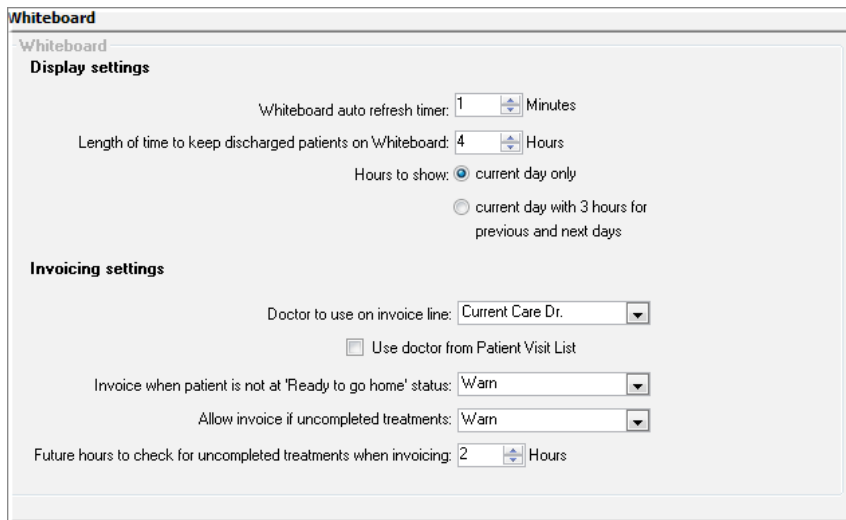 Whiteboard
Whiteboard
Display settings
Whiteboard auto refresh timer: 1 Minutes
Length of time to keep discharged patients on Whiteboard: 4 Hours
Hours to show: current day only
current day with 3 hours for
previous and next days
Invoicing settings
Doctor to use on invoice line: Current Care Dr.
Use doctor from Patient Visit List
Invoice when patient is not at 'Ready to go home' status: Warn
Allow invoice if uncompleted treatments: Warn
Future hours to check for uncompleted treatments when invoicing: 2 Hours